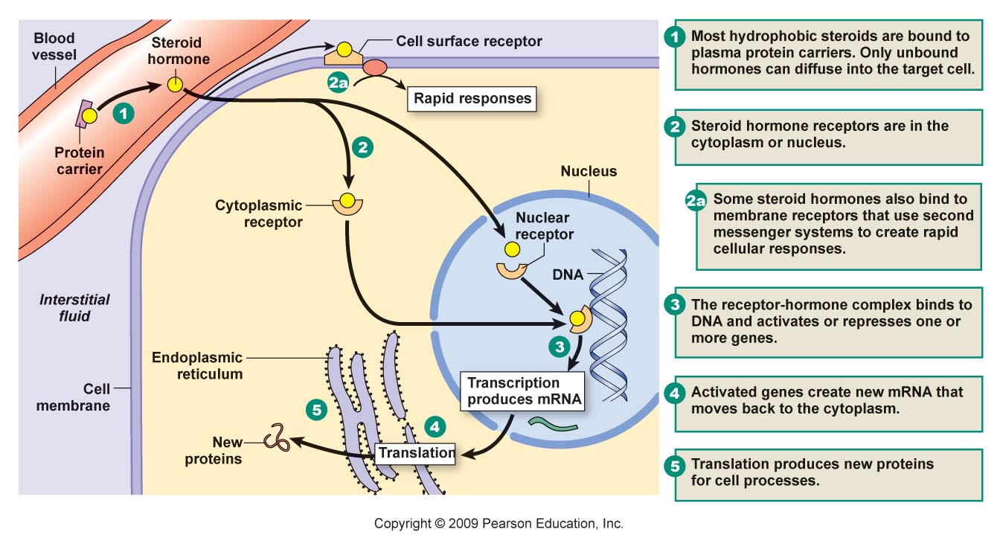 Blood
vessel
Steroid
hormone
Cell surface receptor
2a
Rapid responses
1
Protein
carrier
2
Nucleus
Cytoplasmic
receptor
Nuclear
receptor
DNA
Interstitial
fluid
3
Endoplasmic
reticulum
Transcription
produces mRNA
Cell
membrane
5
4
New
proteins
Translation
1 Most hydrophobic steroids are bound to
plasma protein carriers. Only unbound
hormones can diffuse into the target cell.
2 Steroid hormone receptors are in the
cytoplasm or nucleus.
2a Some steroid hormones also bind to
membrane receptors that use second
messenger systems to create rapid
cellular responses.
3 The receptor-hormone complex binds to
DNA and activates or represses one or
more genes.
4 Activated genes create new mRNA that
moves back to the cytoplasm.
5 Translation produces new proteins
for cell processes.
Copyright © 2009 Pearson Education, Inc.